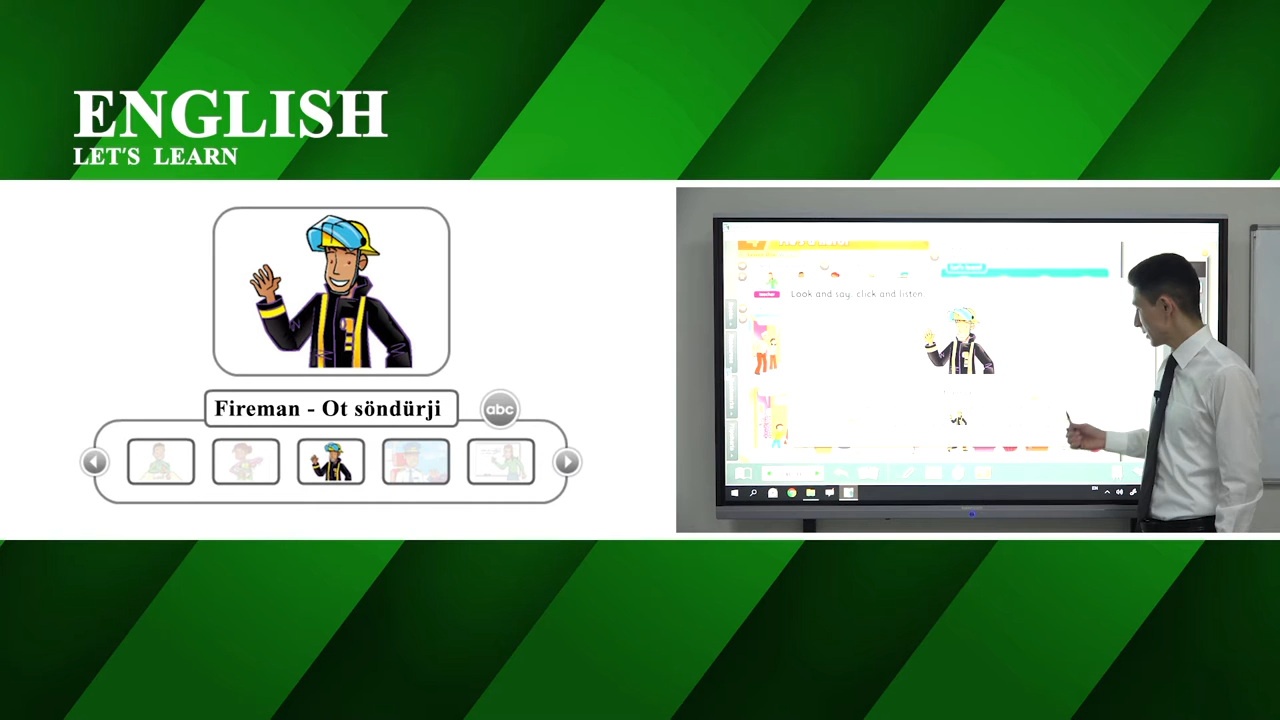 ENGLISH
LET'S LEARN
Fireman - Ot söndürji
abc
Look and say, click and listen.